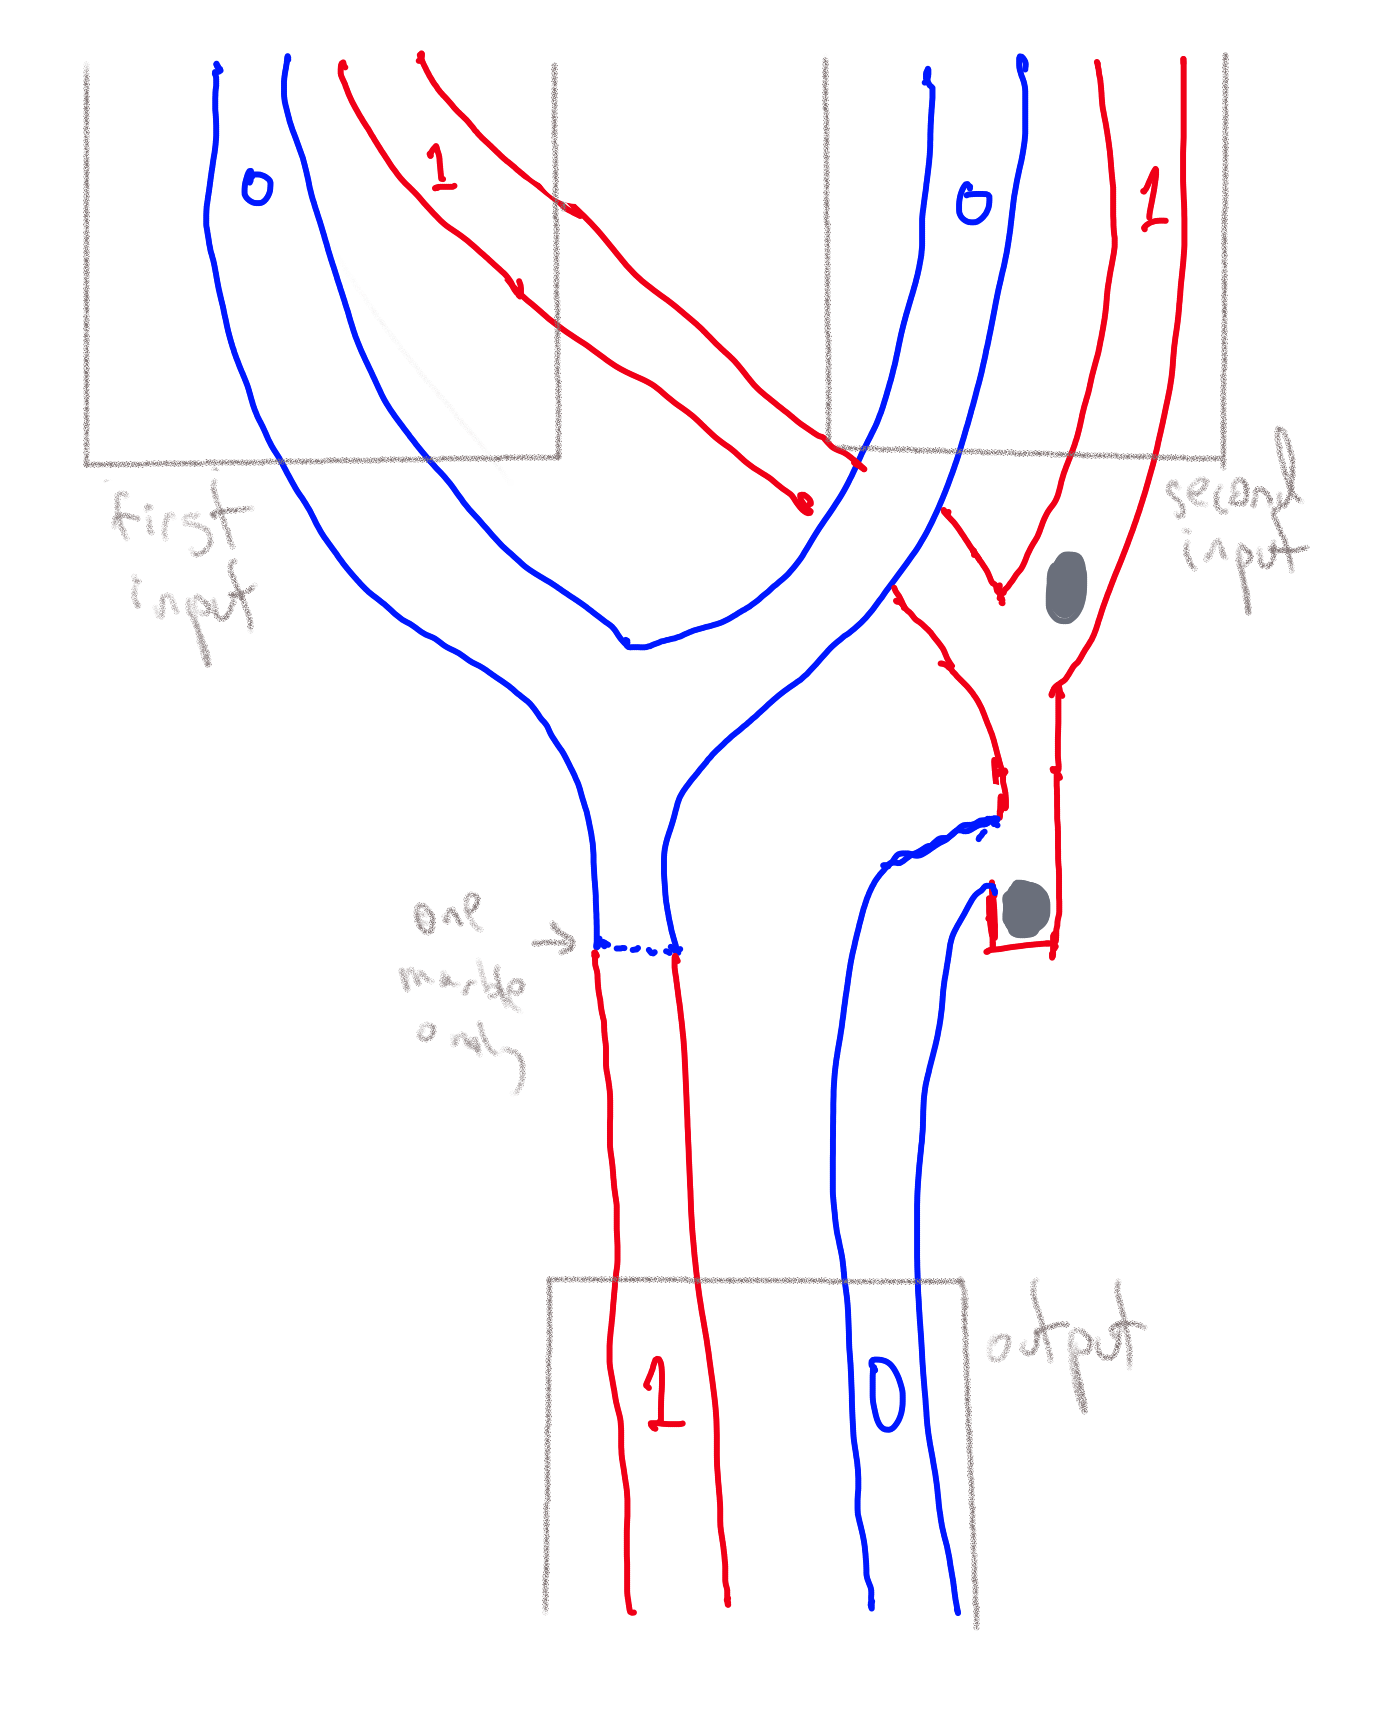 0
1
0
1
first
input
second
input
one
marble
only
output
1
0